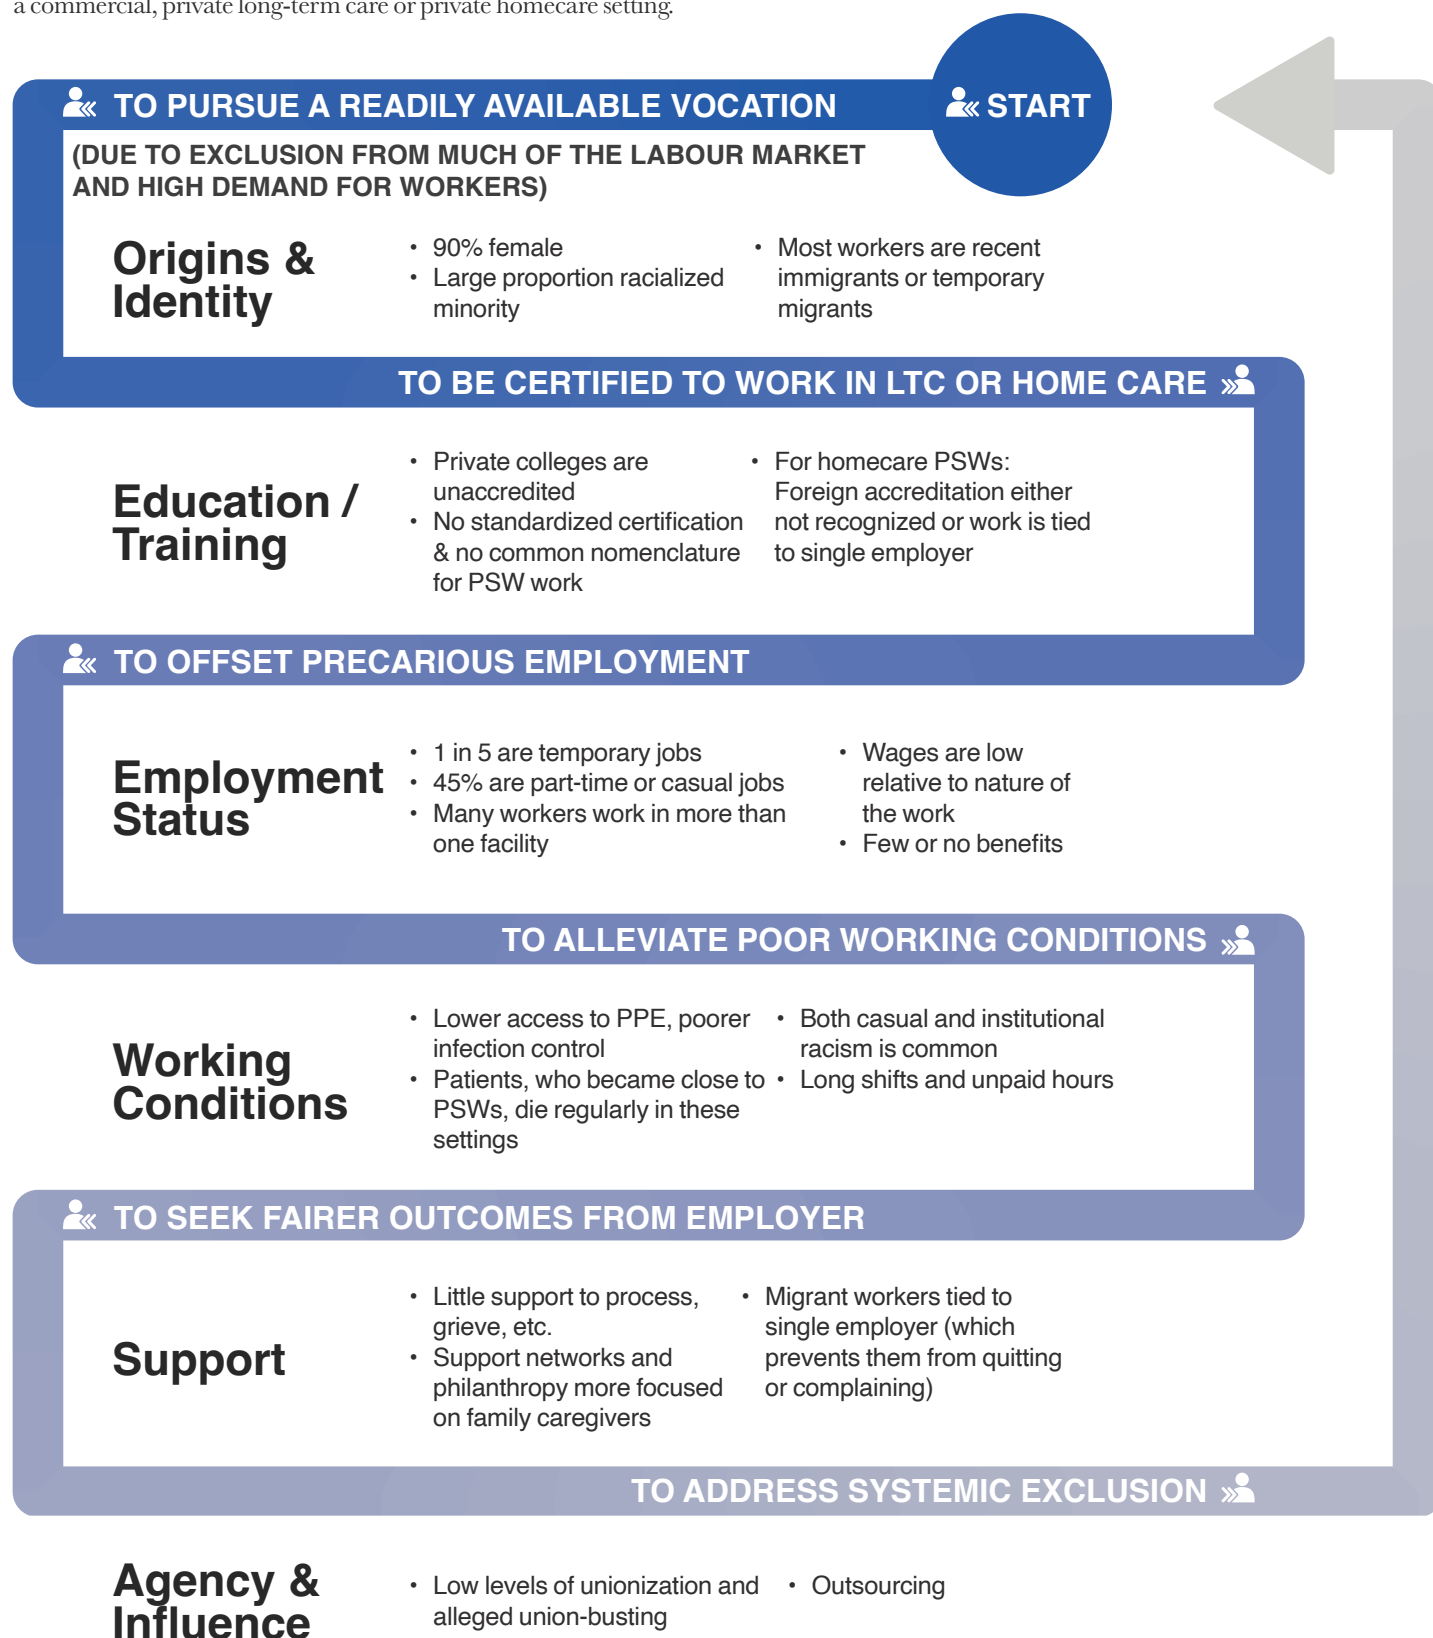 a commercial, private long-term care or private homecare setting.
TO PURSUE A READILY AVAILABLE VOCATION
START
(DUE TO EXCLUSION FROM MUCH OF THE LABOUR MARKET
AND HIGH DEMAND FOR WORKERS)
Origins &
Identity
• 90% female
• Large proportion racialized
minority
• Most workers are recent
immigrants or temporary
migrants
TO BE CERTIFIED TO WORK IN LTC OR HOME CARE
Education /
Training
• Private colleges are
unaccredited
• No standardized certification
& no common nomenclature
for PSW work
• For homecare PSWs:
Foreign accreditation either
not recognized or work is tied
to single employer
TO OFFSET PRECARIOUS EMPLOYMENT
Employment
Status
• 1 in 5 are temporary jobs
• 45% are part-time or casual jobs
• Many workers work in more than
one facility
• Wages are low
relative to nature of
the work
• Few or no benefits
TO ALLEVIATE POOR WORKING CONDITIONS
Working
Conditions
• Lower access to PPE, poorer
infection control
• Patients, who became close to
PSWs, die regularly in these
settings
• Both casual and institutional
racism is common
• Long shifts and unpaid hours
TO SEEK FAIRER OUTCOMES FROM EMPLOYER
Support
• Little support to process,
grieve, etc.
• Support networks and
philanthropy more focused
on family caregivers
• Migrant workers tied to
single employer (which
prevents them from quitting
or complaining)
TO ADDRESS SYSTEMIC EXCLUSION
Agency &
Influence
• Low levels of unionization and
alleged union-busting
• Outsourcing